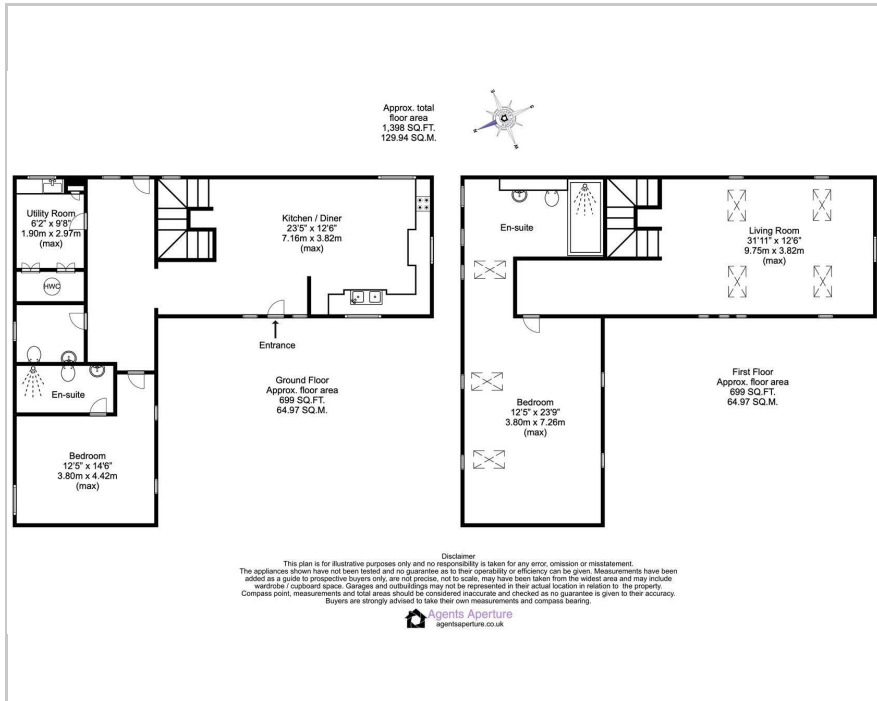 Approx. total
floor area
1,398 SQ.FT.
129.94 SQ.M.
Utility Room
6'2" x 9'8"
1.90m x 2.97m
(max)
HWC
En-suite
Bedroom
12'5" x 14'6"
3.80m x 4.42m
(max)
Kitchen / Diner
23'5" x 12'6"
7.16m x 3.82m
(max)
Entrance
Ground Floor
Approx. floor area
699 SQ.FT.
64.97 SQ.M.
En-suite
Living Room
31'11" x 12'6"
9.75m x 3.82m
(max)
Bedroom
12'5" x 23'9"
3.80m x 7.26m
(max)
First Floor
Approx. floor area
699 SQ.FT.
64.97 SQ.M.
Disclaimer
This plan is for illustrative purposes only and no responsibility is taken for any error, omission or misstatement.
The appliances shown have not been tested and no guarantee as to their operability or efficiency can be given. Measurements have been
added as a guide to prospective buyers only, are not precise, not to scale, may have been taken from the widest area and may include
wardrobe / cupboard space. Garages and outbuildings may not be represented in their actual location in relation to the property.
Compass point, measurements and total areas should be considered inaccurate and checked as no guarantee is given to their accuracy.
Buyers are strongly advised to take their own measurements and compass bearing.
Agents Aperture
agentsaperture.co.uk